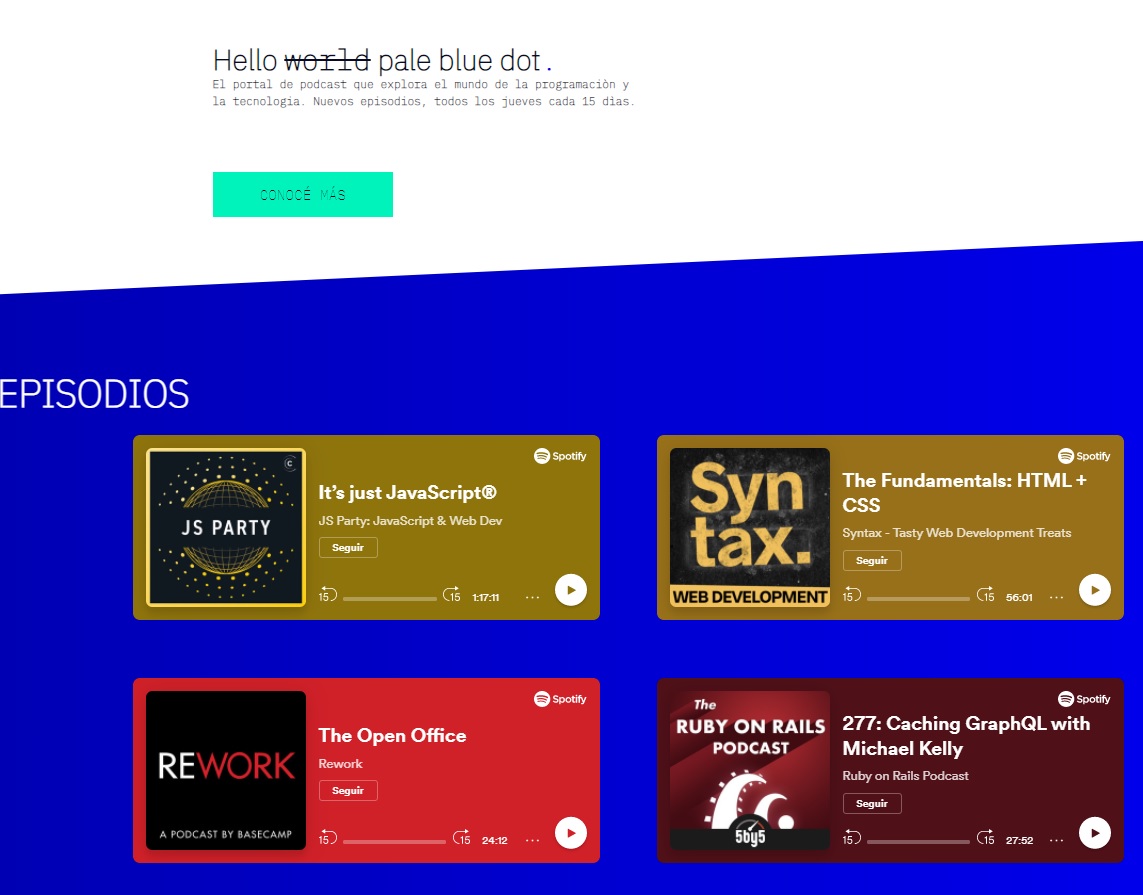 Hello world pale blue dot.
El portal de podcast que explora el mundo de la programaciòn y
la tecnologìa. Nuevos episodios, todos los jueves cada 15 dìas.
CONOCÉ MÁS
EPISODIOS
JS PARTY
Spotify
It's just JavaScript®
JS Party: JavaScript & Web Dev
Seguir
15 15 1:17:11 ...
Syntax.
WEB DEVELOPMENT
Spotify
The Fundamentals: HTML +
CSS
Syntax - Tasty Web Development Treats
Seguir
15 15 56:01 ...
REWORK
A PODCAST BY BASECAMP
Spotify
The Open Office
Rework
Seguir
15 15 24:12 ...
The
RUBY ON RAILS
PODCAST
5by5
Spotify
277: Caching GraphQL with
Michael Kelly
Ruby on Rails Podcast
Seguir
15 15 27:52 ...